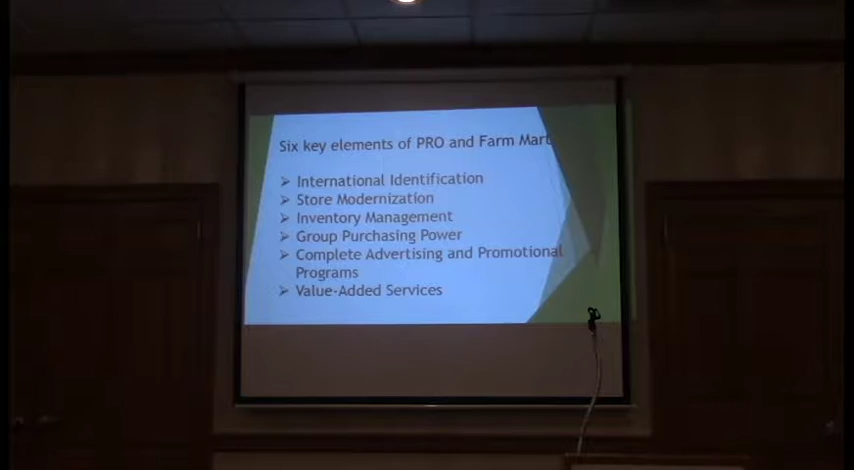 Six key elements of PRO and Farm Mart
➢ International Identification
➢ Store Modernization
➢ Inventory Management
➢ Group Purchasing Power
➢ Complete Advertising and Promotional
Programs
➢ Value-Added Services